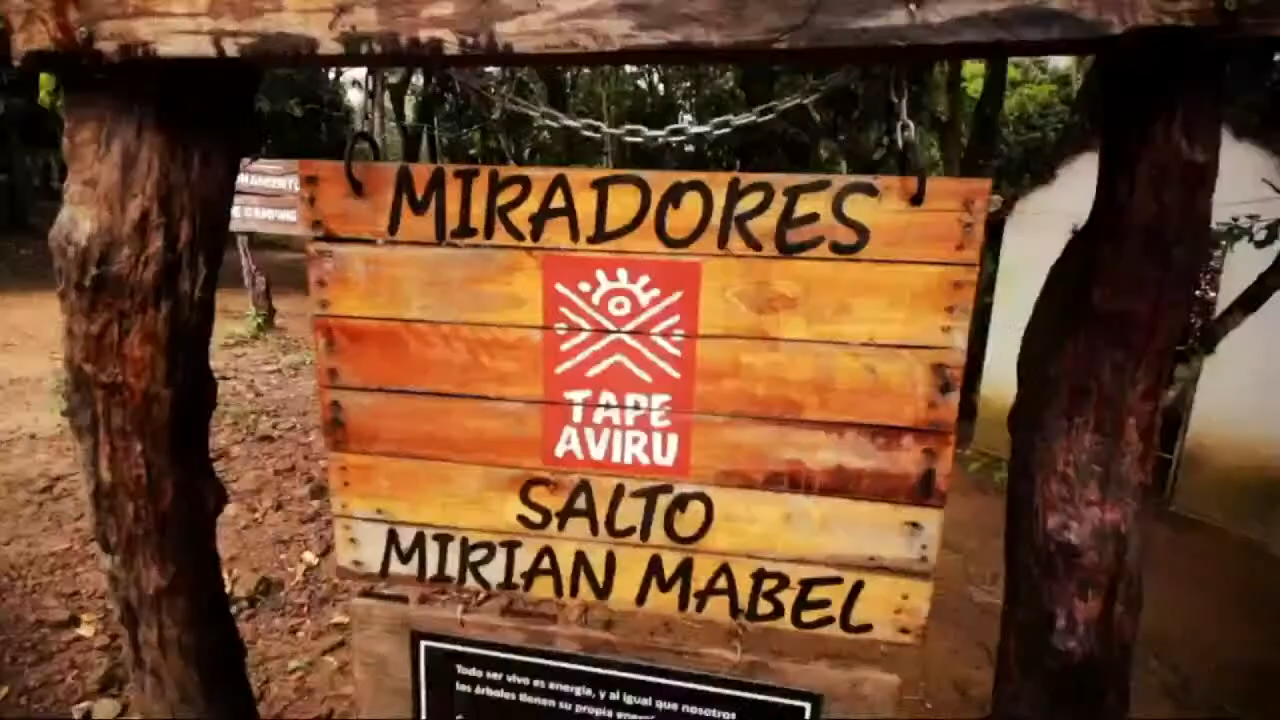 MIRADORES
TAPE
AVIRU
SALTO
MIRIAN MABEL
Todo ser vivo es energía, y al igual que nosotros
los árboles tienen su propia